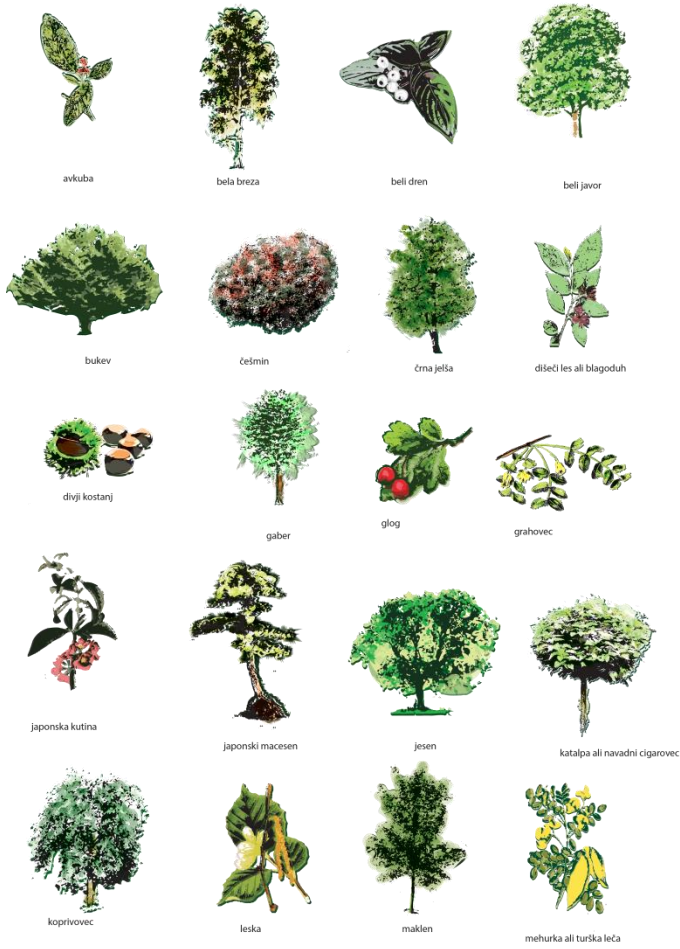 avkuba
bela breza
beli dren
beli javor
bukev
češmin
črna jelša
dišeči les ali blagoduh
divji kostanj
gaber
glog
grahovec
japonska kutina
japonski macesen
jesen
katalpa ali navadni cigarovec
koprivovec
leska
maklen
mehurka ali turška leča